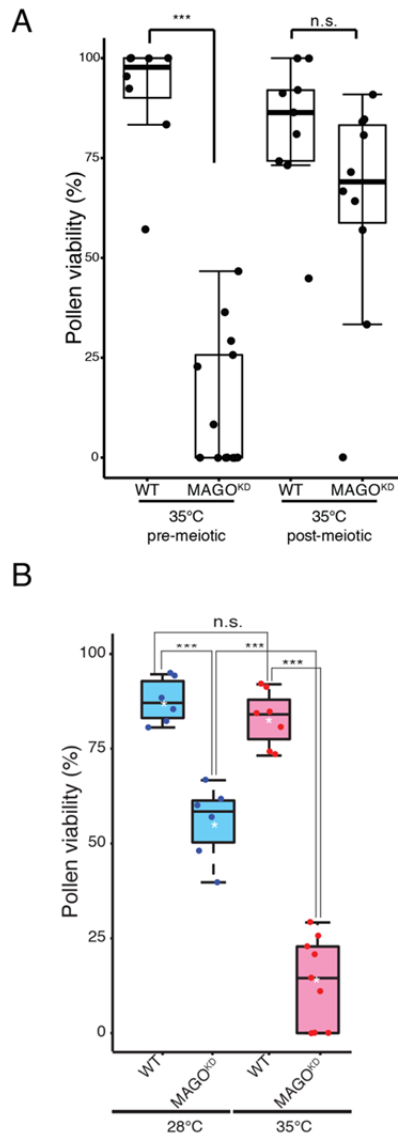 A
***
n.s.
100
75
50
25
0
Pollen viability (%)
WT MAGOᴷᴰ WT MAGOᴷᴰ
35°C 35°C
pre-meiotic post-meiotic
B
n.s.
*** *** ***
100
75
50
25
0
Pollen viability (%)
WT MAGOᴷᴰ WT MAGOᴷᴰ
28°C 35°C